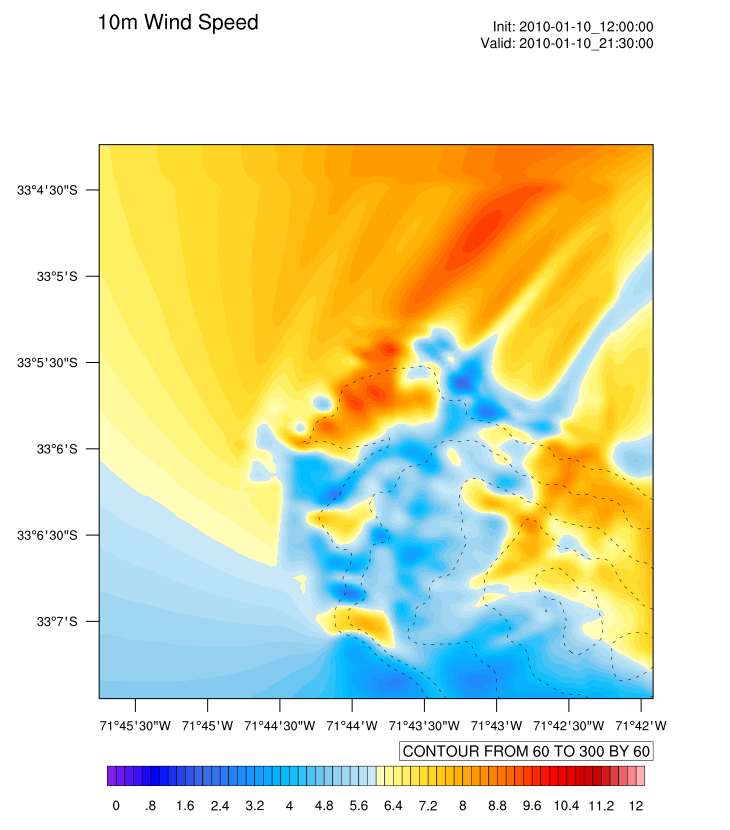 10m Wind Speed
Init: 2010-01-10_12:00:00
Valid: 2010-01-10_21:30:00
33°4'30"S
33°5'S
33°5'30"S
33°6'S
33°6'30"S
33°7'S
71°45'30"W 71°45'W 71°44'30"W 71°44'W 71°43'30"W 71°43'W 71°42'30"W 71°42'W
CONTOUR FROM 60 TO 300 BY 60
0 .8 1.6 2.4 3.2 4 4.8 5.6 6.4 7.2 8 8.8 9.6 10.4 11.2 12